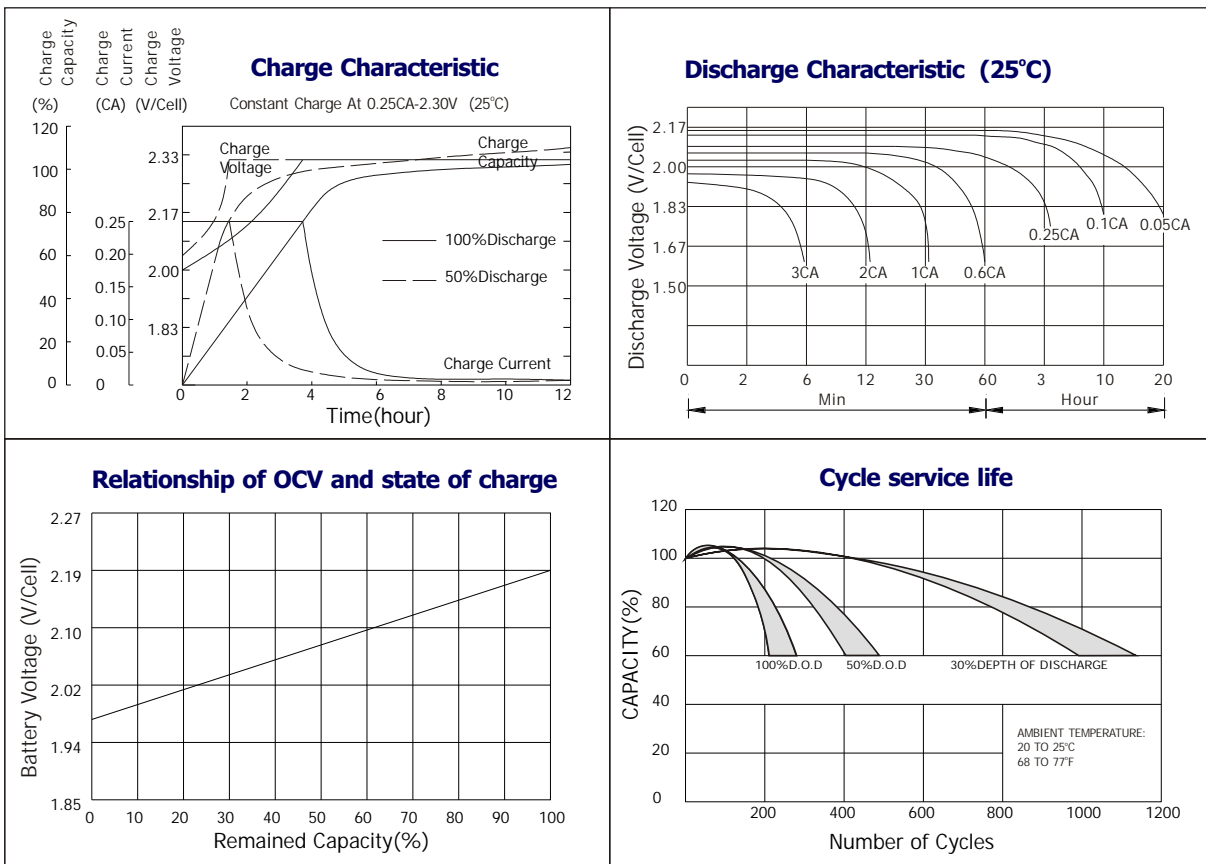 Charge Capacity
Charge Current
Charge Voltage
(%) (CA) (V/Cell)
Charge Characteristic
Constant Charge At 0.25CA-2.30V (25°C)
120
100
80
60
40
20
0
0.25
0.20
0.15
0.10
0.05
0
2.33
2.17
2.00
1.83
Charge Voltage
Charge Capacity
100%Discharge
50%Discharge
Charge Current
0 2 4 6 8 10 12
Time(hour)
Discharge Characteristic (25°C)
Discharge Voltage (V/Cell)
2.17
2.00
1.83
1.67
1.50
3CA 2CA 1CA 0.6CA 0.25CA 0.1CA 0.05CA
0 2 6 12 30 60 3 10 20
Min Hour
Relationship of OCV and state of charge
Battery Voltage (V/Cell)
2.27
2.19
2.10
2.02
1.94
1.85
0 10 20 30 40 50 60 70 80 90 100
Remained Capacity(%)
Cycle service life
CAPACITY(%)
120
100
80
60
40
20
0
100%D.O.D 50%D.O.D 30%DEPTH OF DISCHARGE
AMBIENT TEMPERATURE:
20 TO 25°C
68 TO 77°F
200 400 600 800 1000 1200
Number of Cycles